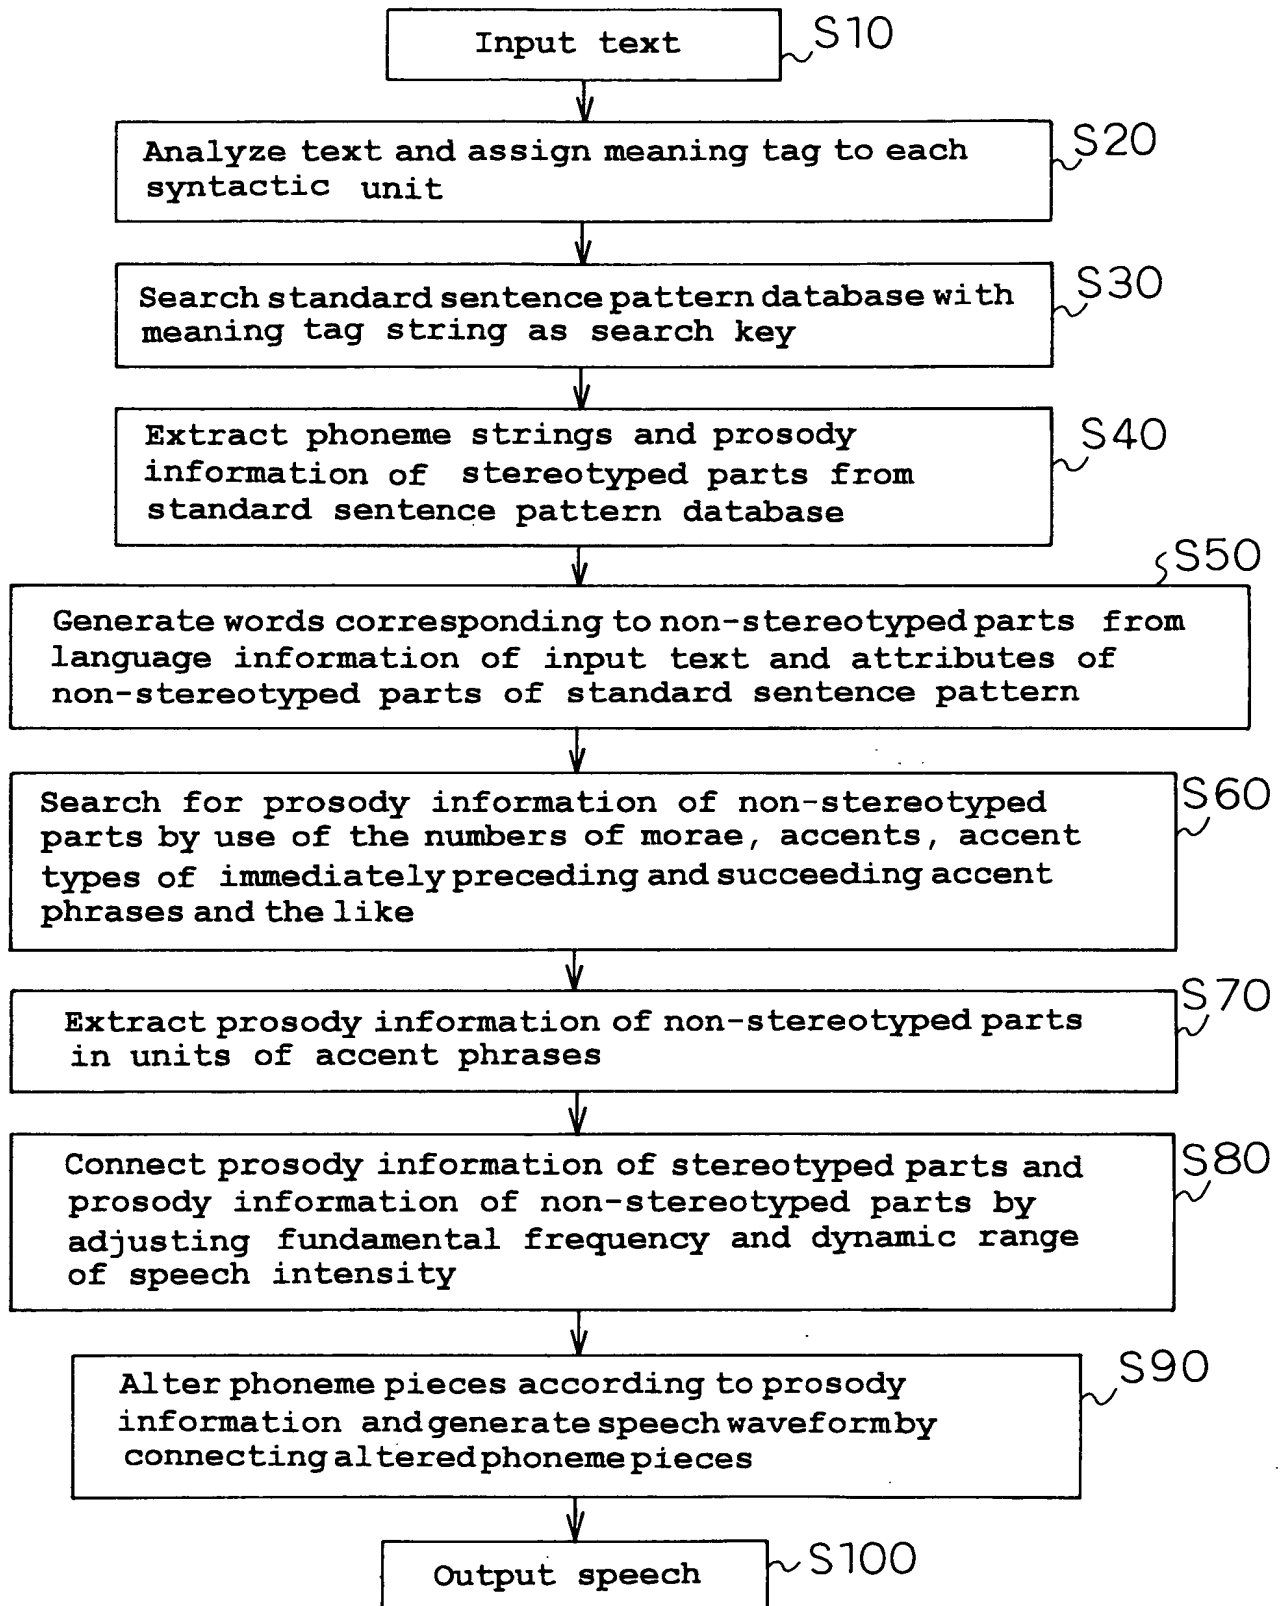 Input text
S10
Analyze text and assign meaning tag to each
syntactic unit
S20
Search standard sentence pattern database with
meaning tag string as search key
S30
Extract phoneme strings and prosody
information of stereotyped parts from
standard sentence pattern database
S40
S50
Generate words corresponding to non-stereotyped parts from
language information of input text and attributes of
non-stereotyped parts of standard sentence pattern
Search for prosody information of non-stereotyped
parts by use of the numbers of morae, accents, accent
types of immediately preceding and succeeding accent
phrases and the like
S60
Extract prosody information of non-stereotyped parts
in units of accent phrases
S70
Connect prosody information of stereotyped parts and
prosody information of non-stereotyped parts by
adjusting fundamental frequency and dynamic range
of speech intensity
S80
Alter phoneme pieces according to prosody
information and generate speech waveform by
connecting altered phoneme pieces
S90
Output speech
S100